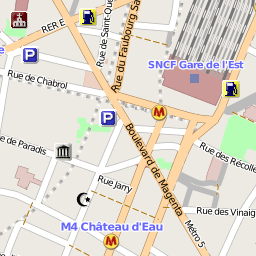 RER E
Rue de Saint-Que
Rue du Faubourg Sa
SNCF Gare de l'Est
Rue de Chabrol
P
M
P
Boulevard de Magenta
e de Paradis
Rue des Récolle
Rue Jarry
Rue des Vinaig
M4 Château d'Eau
Métro 5
M